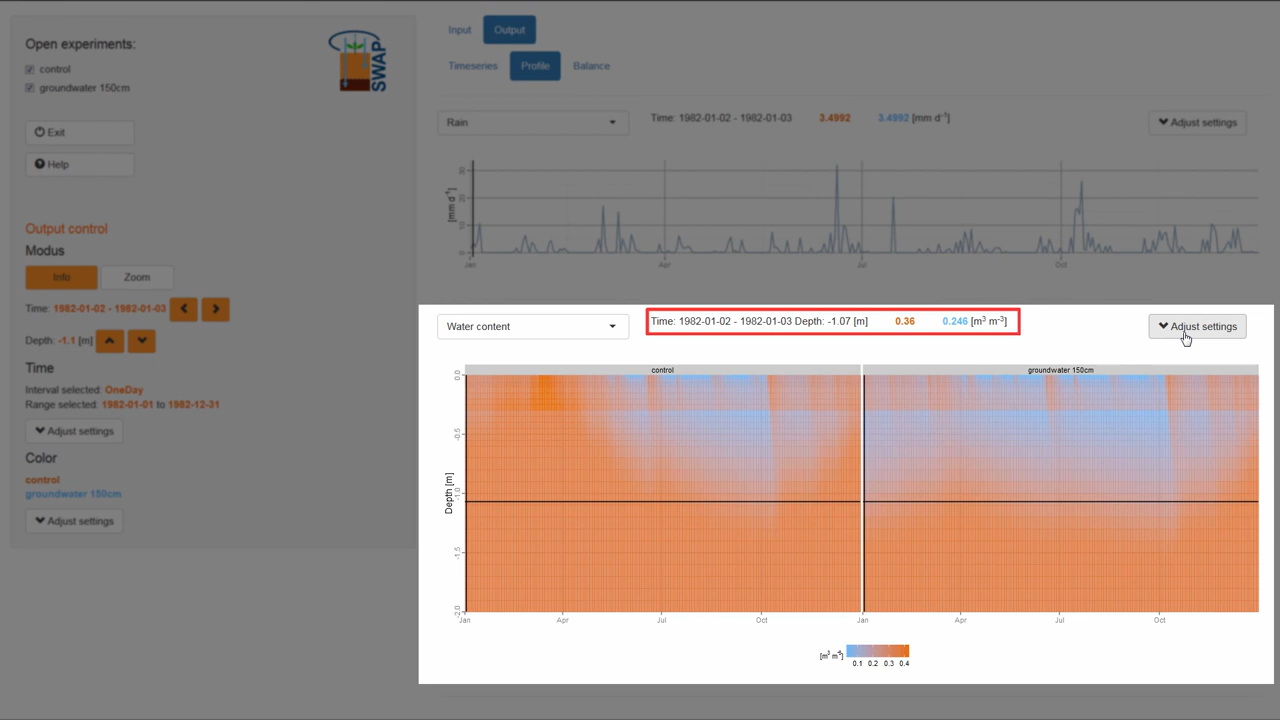 Open experiments:
control
groundwater 150cm
SWAP
Exit
Help
Output control
Modus
Info
Zoom
Time: 1982-01-02 - 1982-01-03
Depth: -1.1 [m]
Time
Interval selected: OneDay
Range selected: 1982-01-01 to 1982-12-31
Adjust settings
Color
control
groundwater 150cm
Adjust settings
Input
Output
Timeseries
Profile
Balance
Rain
Time: 1982-01-02 - 1982-01-03 3.4992 3.4992 [mm d⁻¹]
Adjust settings
[mm d⁻¹]
30
20
10
0
Jan Apr Jul Oct
Water content
Time: 1982-01-02 - 1982-01-03 Depth: -1.07 [m] 0.36 0.246 [m³ m⁻³]
Adjust settings
control
groundwater 150cm
Depth [m]
0.0
-0.5
-1.0
-1.5
-2.0
Jan Apr Jul Oct Jan Apr Jul Oct
[m³ m⁻³]
0.1 0.2 0.3 0.4